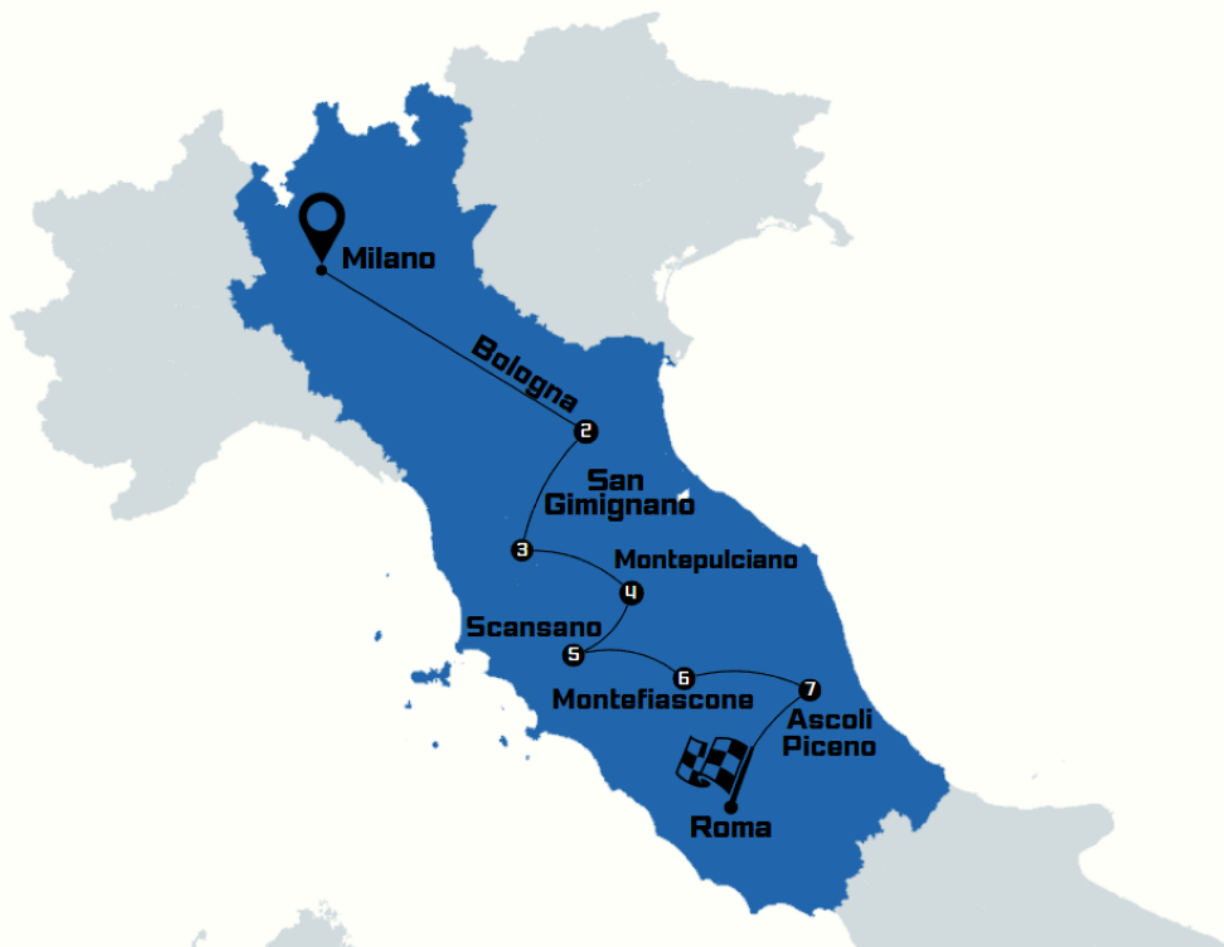 Milano
Bologna
2
San
Gimignano
3
Montepulciano
4
Scansano
5
6
7
Montefiascone
Ascoli
Piceno
Roma